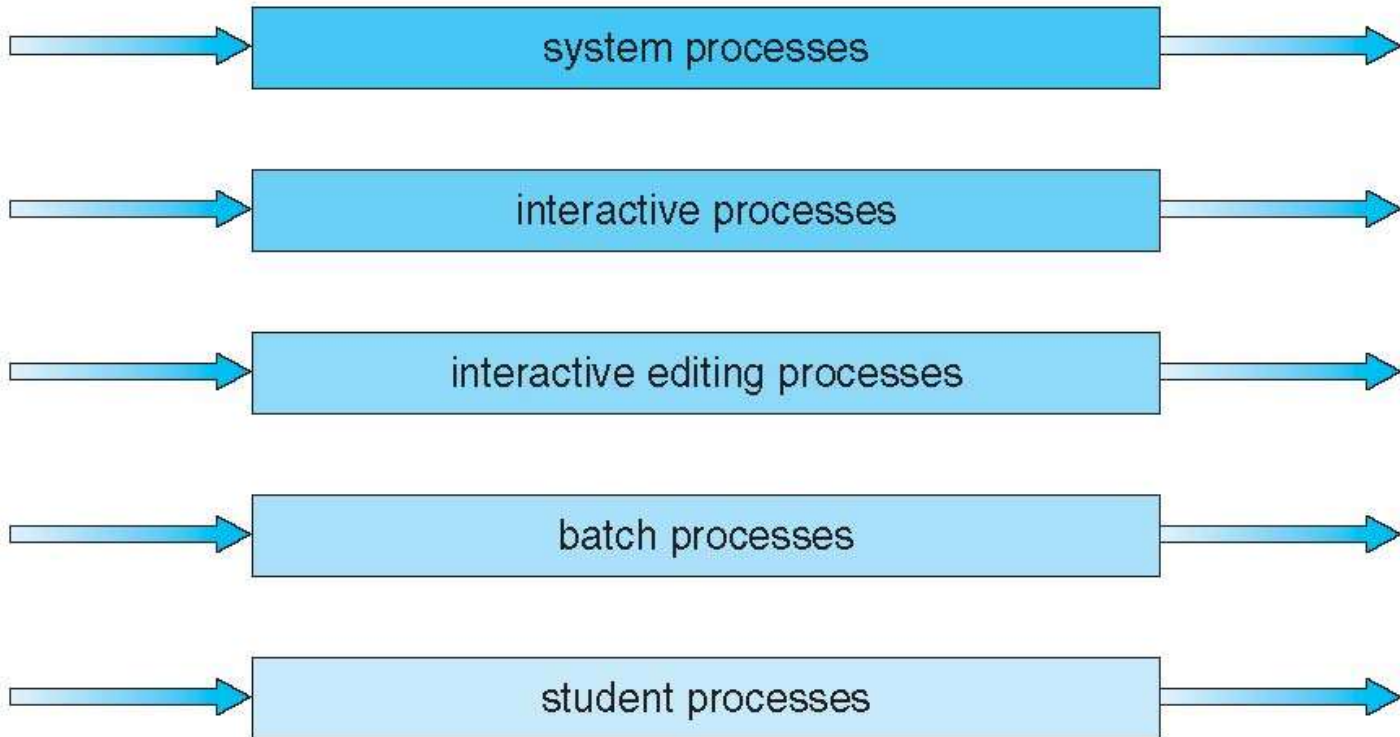 system processes
interactive processes
interactive editing processes
batch processes
student processes